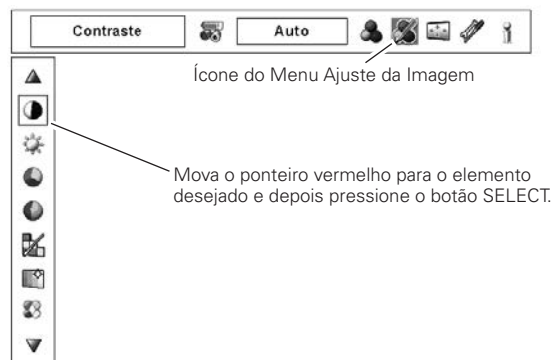 Contraste
Auto
Ícone do Menu Ajuste da Imagem
Mova o ponteiro vermelho para o elemento
desejado e depois pressione o botão SELECT.